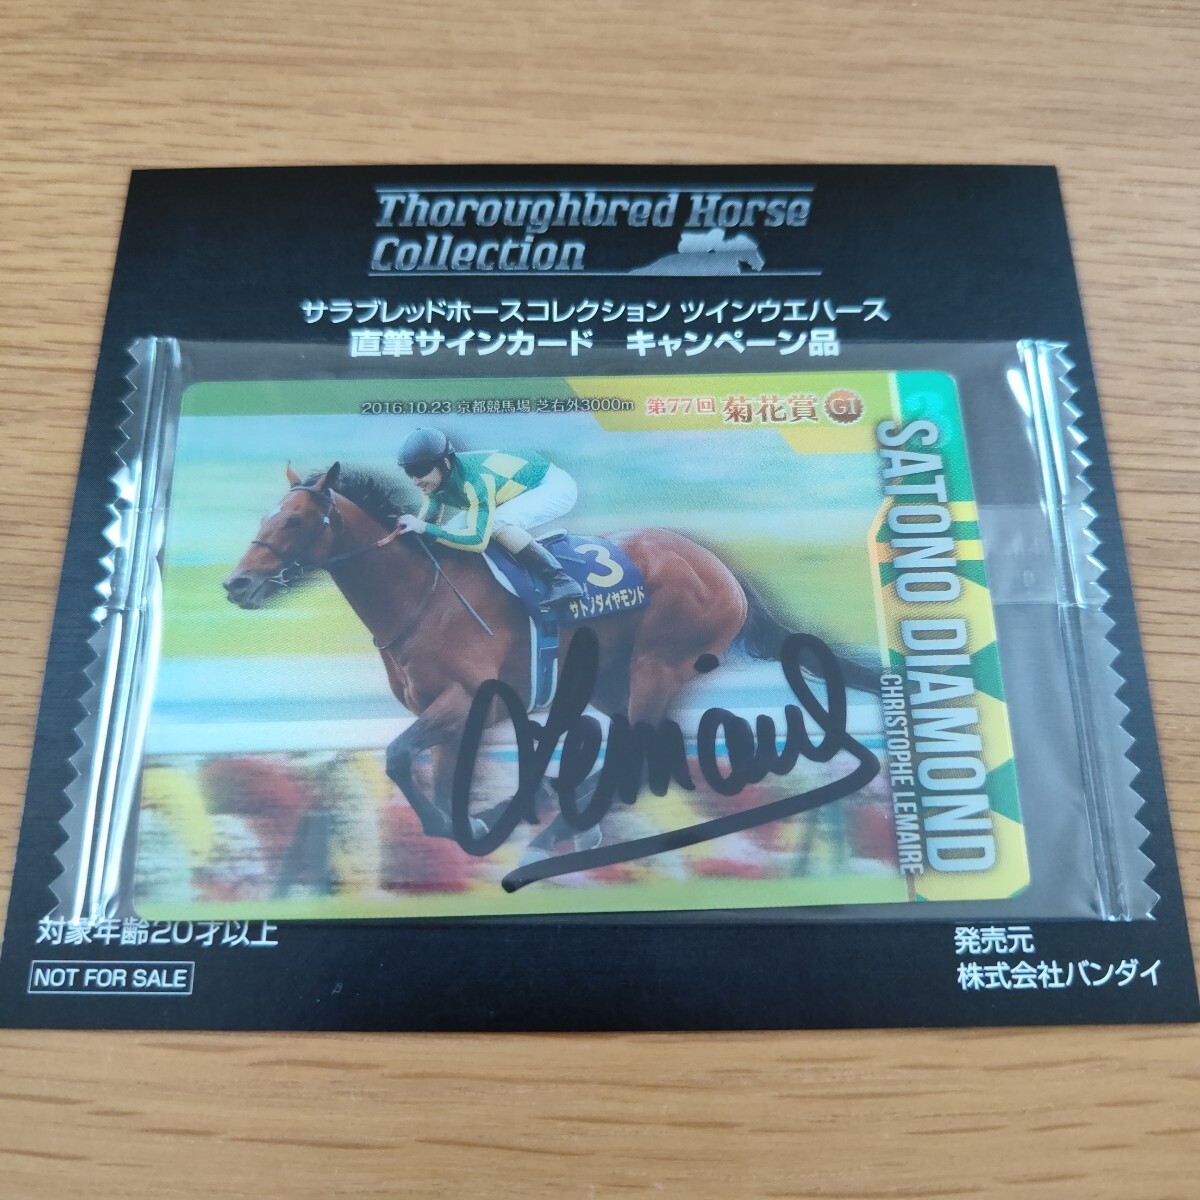 Thoroughbred Horse
Collection
サラブレッドホースコレクション ツインウエハース
直筆サインカード キャンペーン品
2016.10.23 京都競馬場 芝右外3000m 第77回 菊花賞 G1
SATONO DIAMOND
CHRISTOPHE LEMAIRE
3
サトノダイヤモンド
対象年齢20才以上
NOT FOR SALE
発売元
株式会社バンダイ